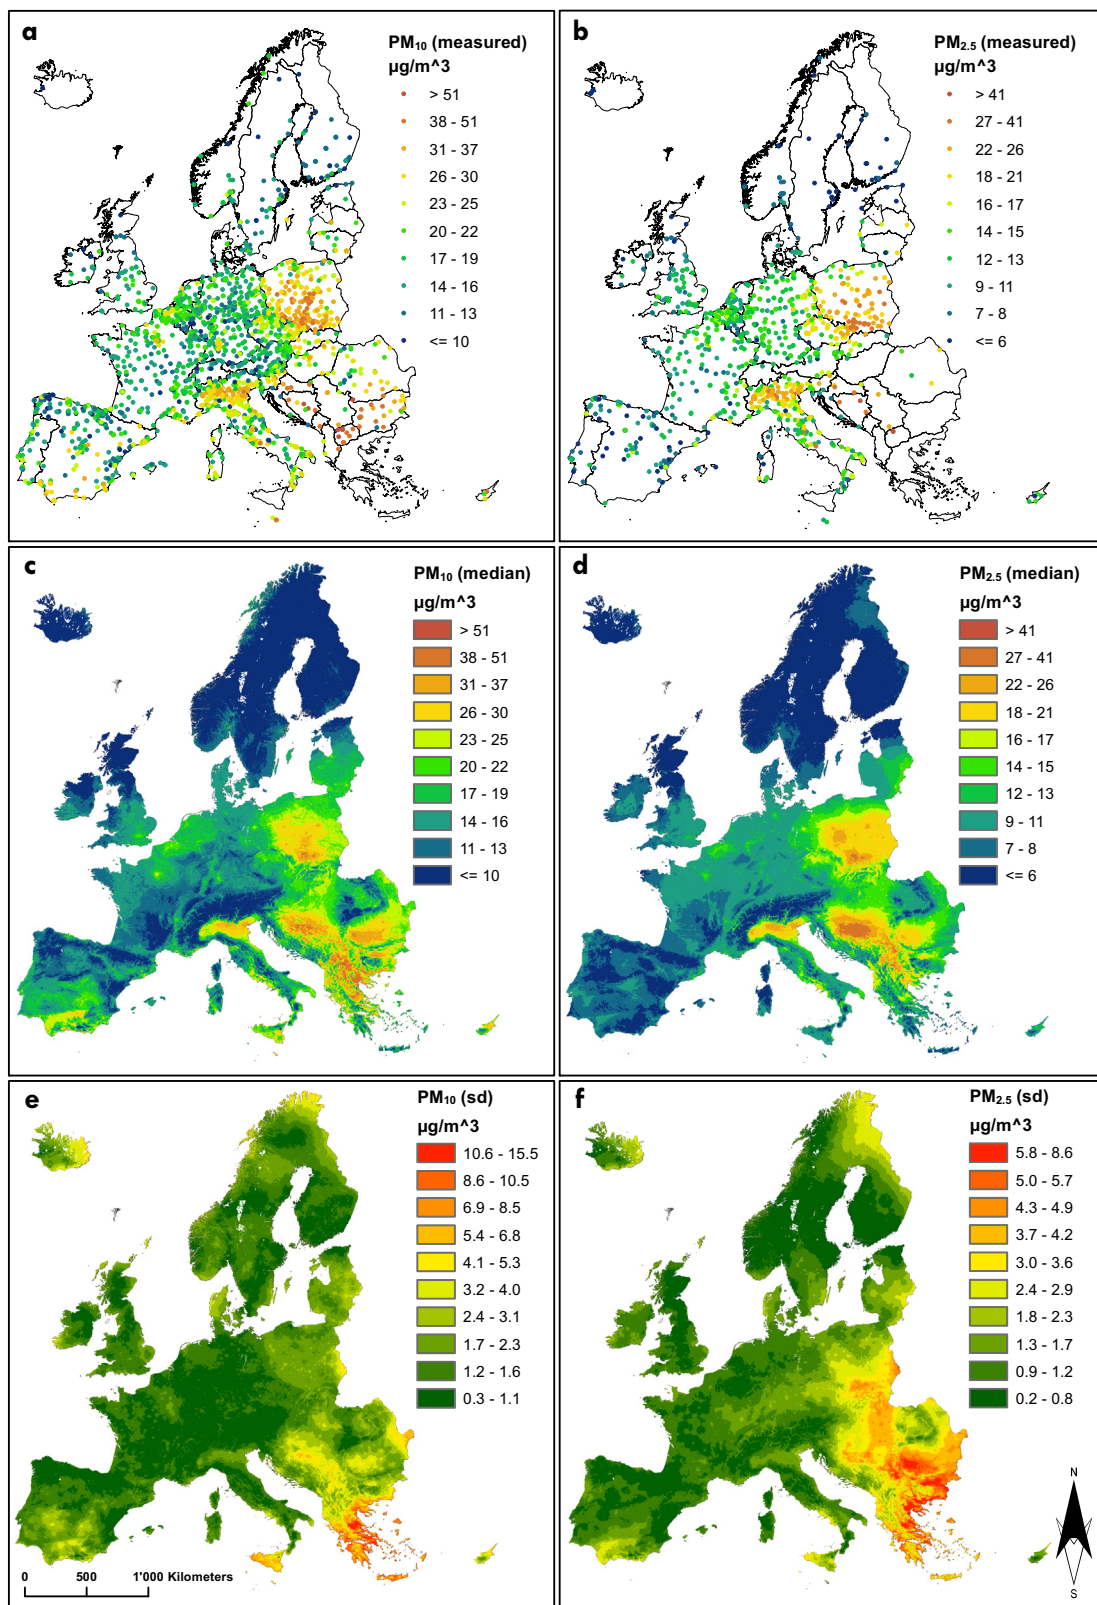 a
PM₁₀ (measured)
µg/m^3
> 51
38 - 51
31 - 37
26 - 30
23 - 25
20 - 22
17 - 19
14 - 16
11 - 13
<= 10
b
PM₂.₅ (measured)
µg/m^3
> 41
27 - 41
22 - 26
18 - 21
16 - 17
14 - 15
12 - 13
9 - 11
7 - 8
<= 6
c
PM₁₀ (median)
µg/m^3
> 51
38 - 51
31 - 37
26 - 30
23 - 25
20 - 22
17 - 19
14 - 16
11 - 13
<= 10
d
PM₂.₅ (median)
µg/m^3
> 41
27 - 41
22 - 26
18 - 21
16 - 17
14 - 15
12 - 13
9 - 11
7 - 8
<= 6
e
PM₁₀ (sd)
µg/m^3
10.6 - 15.5
8.6 - 10.5
6.9 - 8.5
5.4 - 6.8
4.1 - 5.3
3.2 - 4.0
2.4 - 3.1
1.7 - 2.3
1.2 - 1.6
0.3 - 1.1
0 500 1'000 Kilometers
f
PM₂.₅ (sd)
µg/m^3
5.8 - 8.6
5.0 - 5.7
4.3 - 4.9
3.7 - 4.2
3.0 - 3.6
2.4 - 2.9
1.8 - 2.3
1.3 - 1.7
0.9 - 1.2
0.2 - 0.8
N
S